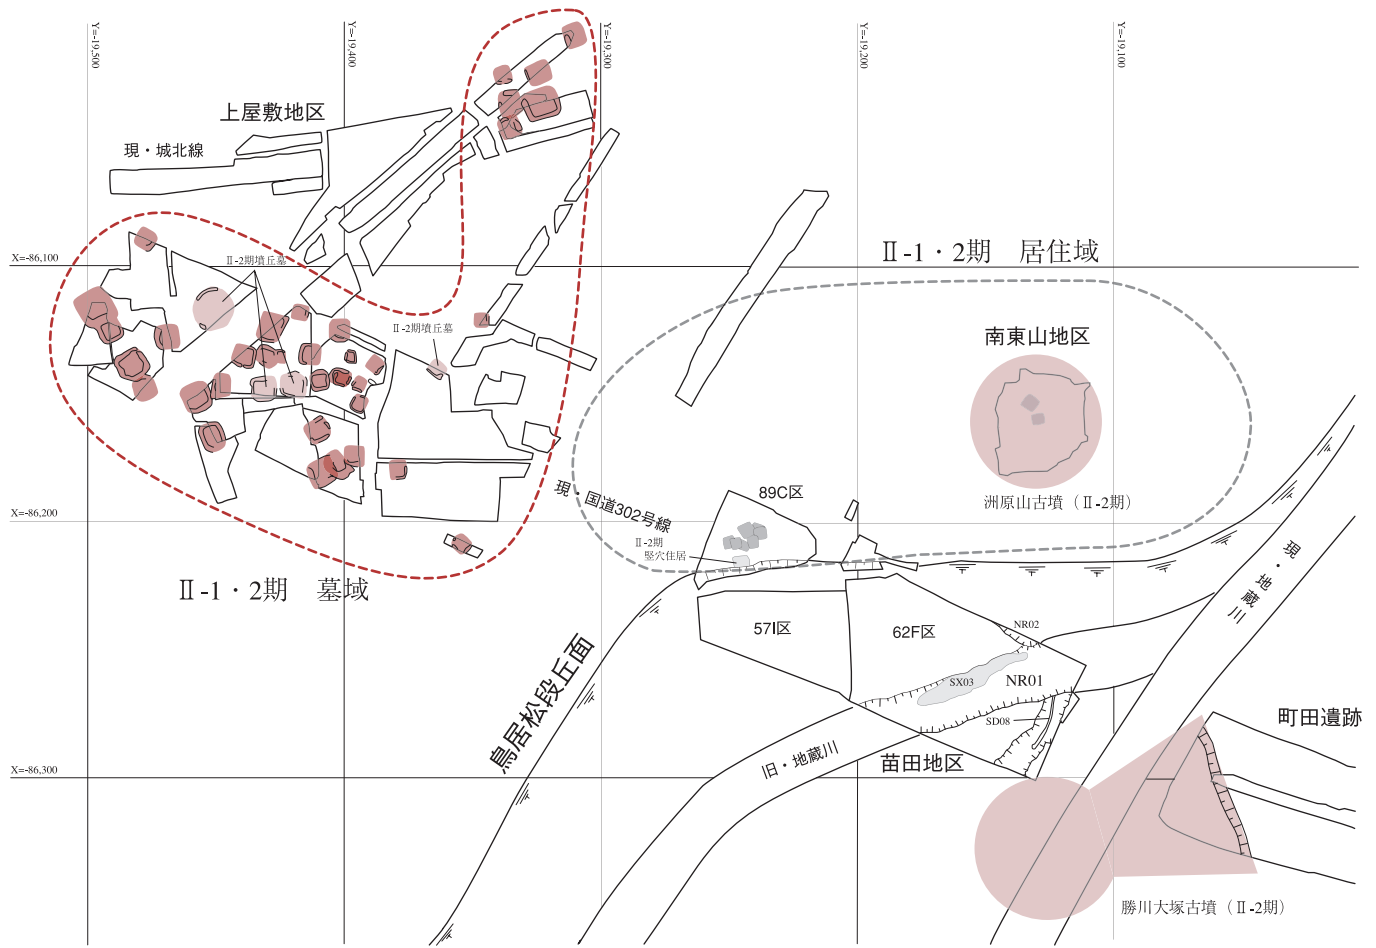 Y=-19,500
Y=-19,400
Y=-19,300
Y=-19,200
Y=-19,100
上屋敷地区
現・城北線
X=-86,100
Ⅱ-2期墳丘墓
Ⅱ-1・2期 居住域
Ⅱ-2期墳丘墓
南東山地区
洲原山古墳(Ⅱ-2期)
現・国道302号線
89C区
X=-86,200
Ⅱ-2期
竪穴住居
現・地蔵川
Ⅱ-1・2期 墓域
57I区
62F区
NR02
SX03
NR01
SD08
鳥居松段丘面
町田遺跡
旧・地蔵川
苗田地区
X=-86,300
勝川大塚古墳(Ⅱ-2期)